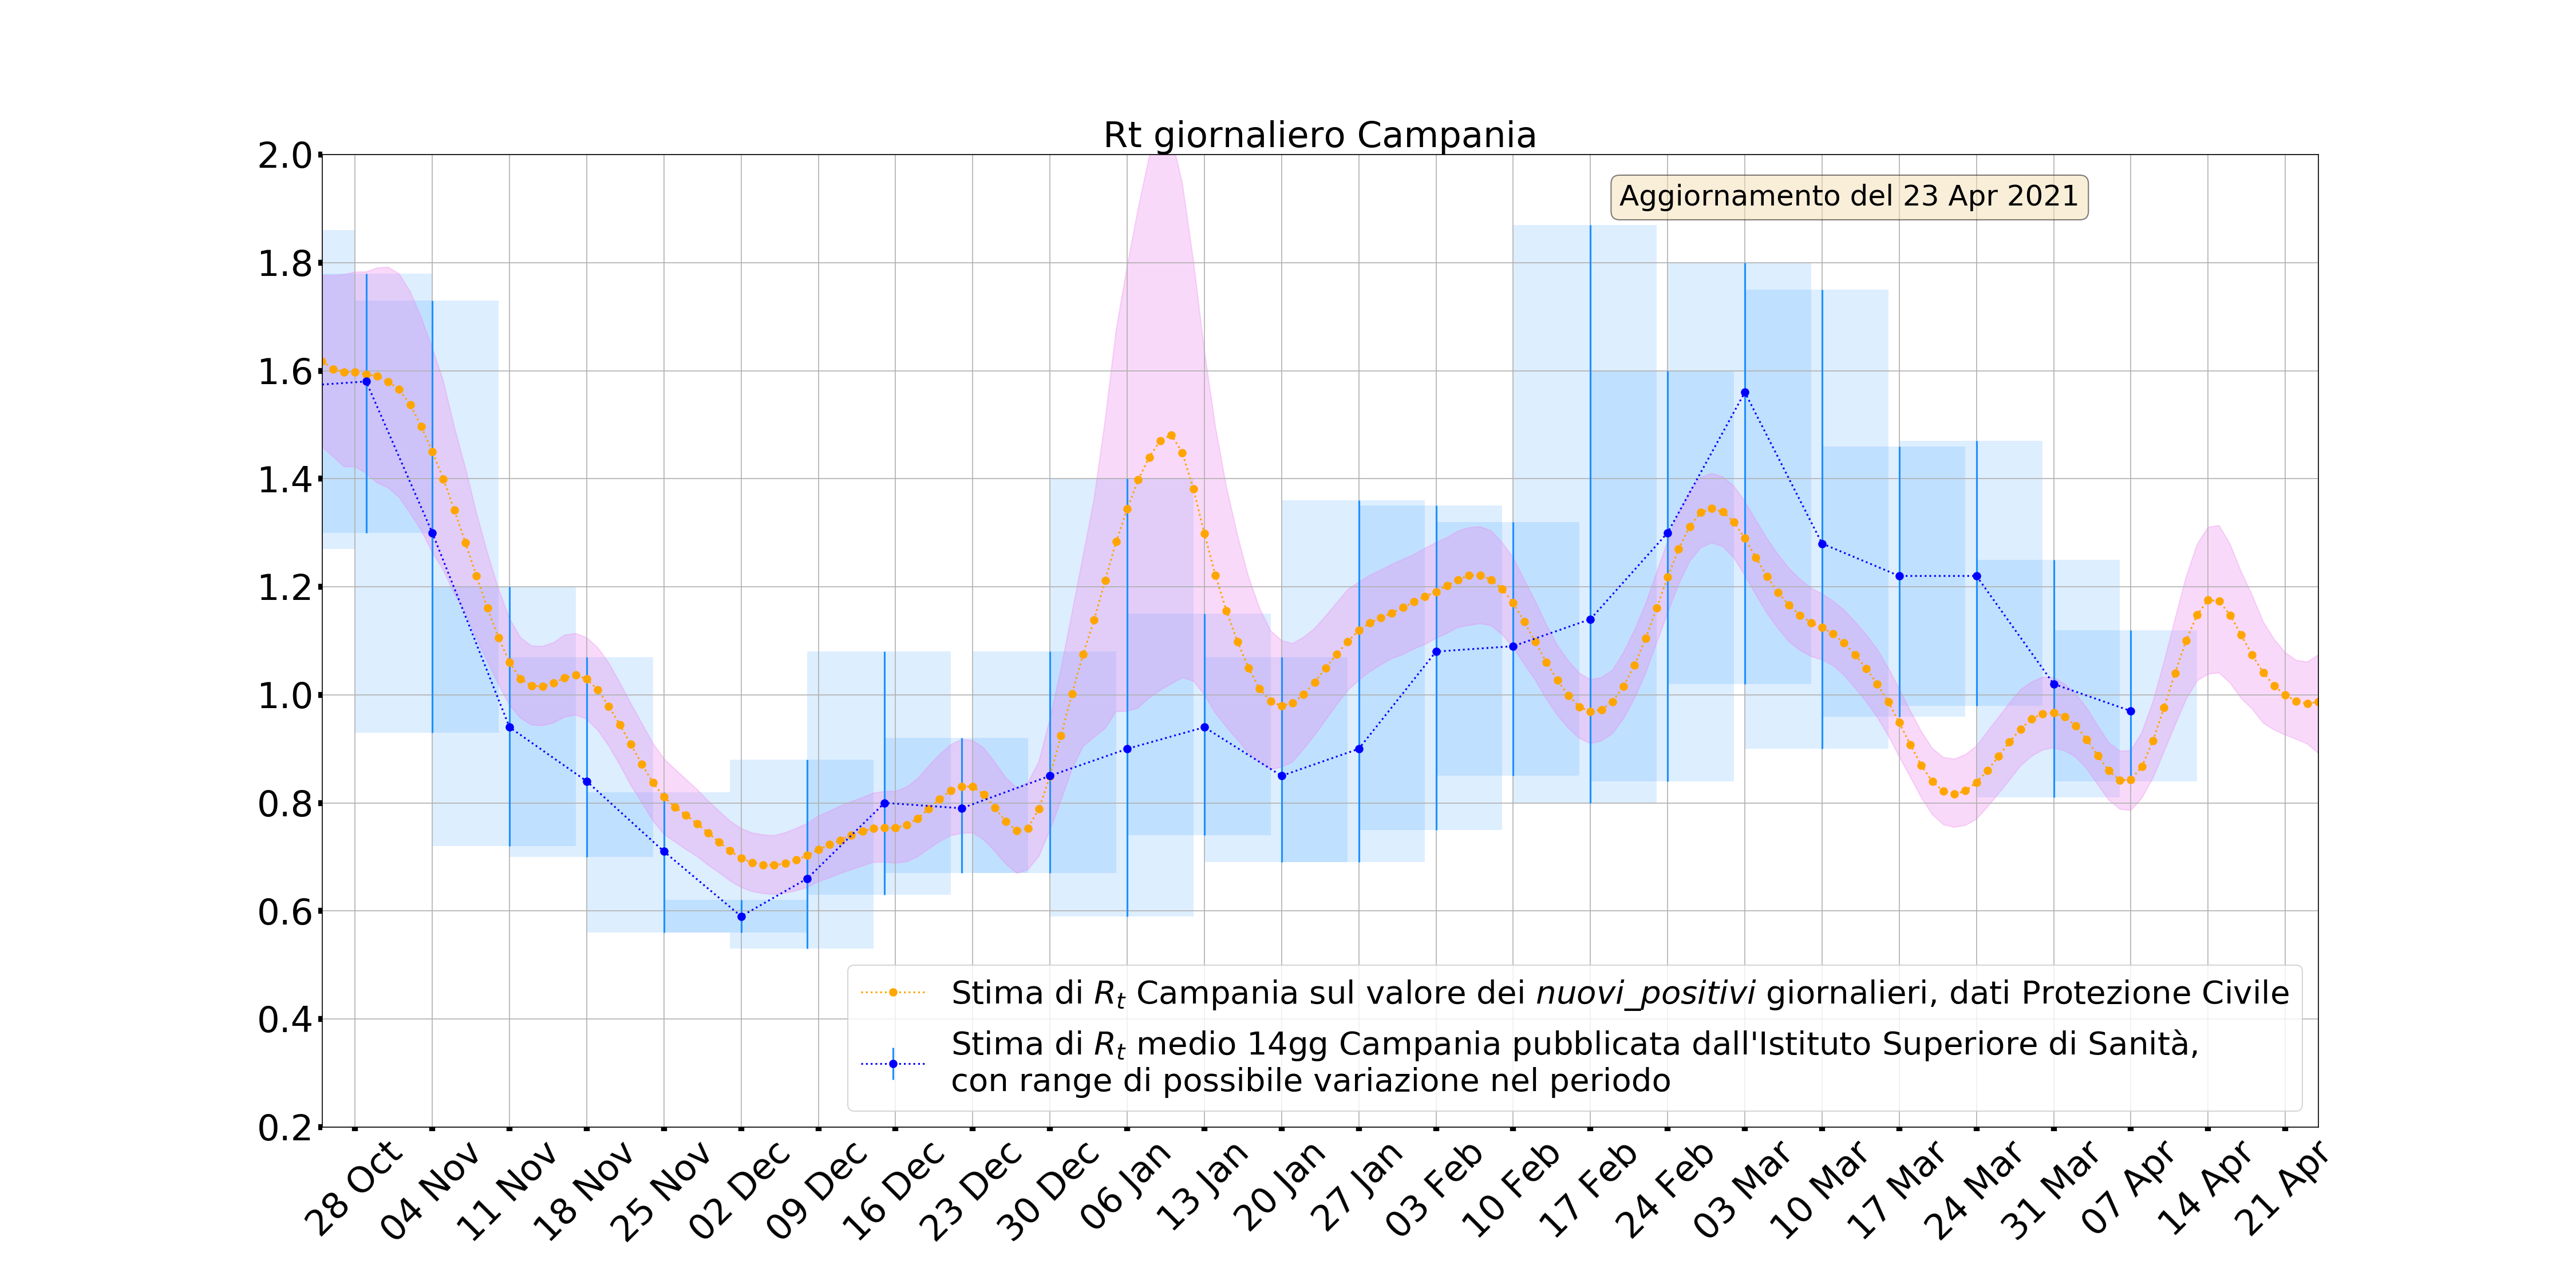 Rt giornaliero Campania
Aggiornamento del 23 Apr 2021
2.0
1.8
1.6
1.4
1.2
1.0
0.8
0.6
0.4
0.2
Stima di Rt Campania sul valore dei nuovi_positivi giornalieri, dati Protezione Civile
Stima di Rt medio 14gg Campania pubblicata dall'Istituto Superiore di Sanità,
con range di possibile variazione nel periodo
28 Oct
04 Nov
11 Nov
18 Nov
25 Nov
02 Dec
09 Dec
16 Dec
23 Dec
30 Dec
06 Jan
13 Jan
20 Jan
27 Jan
03 Feb
10 Feb
17 Feb
24 Feb
03 Mar
10 Mar
17 Mar
24 Mar
31 Mar
07 Apr
14 Apr
21 Apr